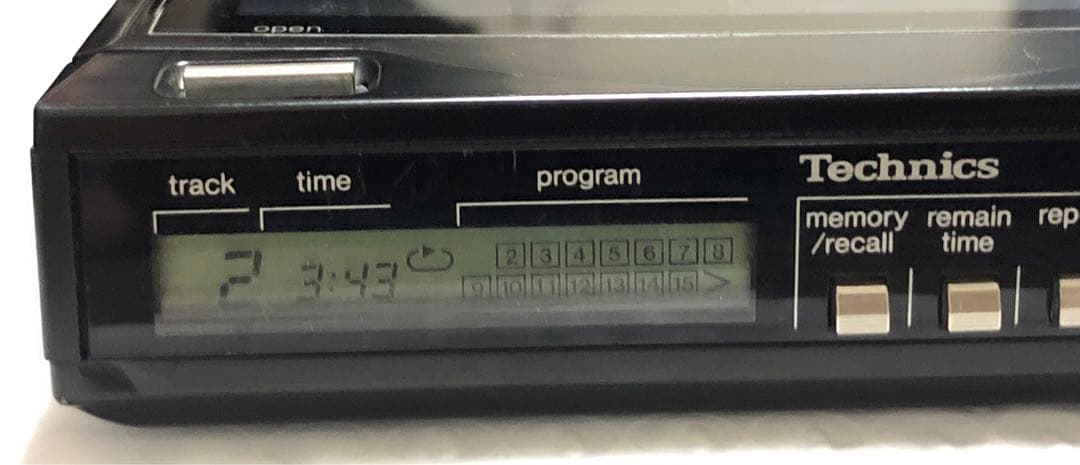 open
track time program
Technics
memory
/recall
remain
time
rep
2 3:43 2 3 4 5 6 7 8
9 10 11 12 13 14 15 >